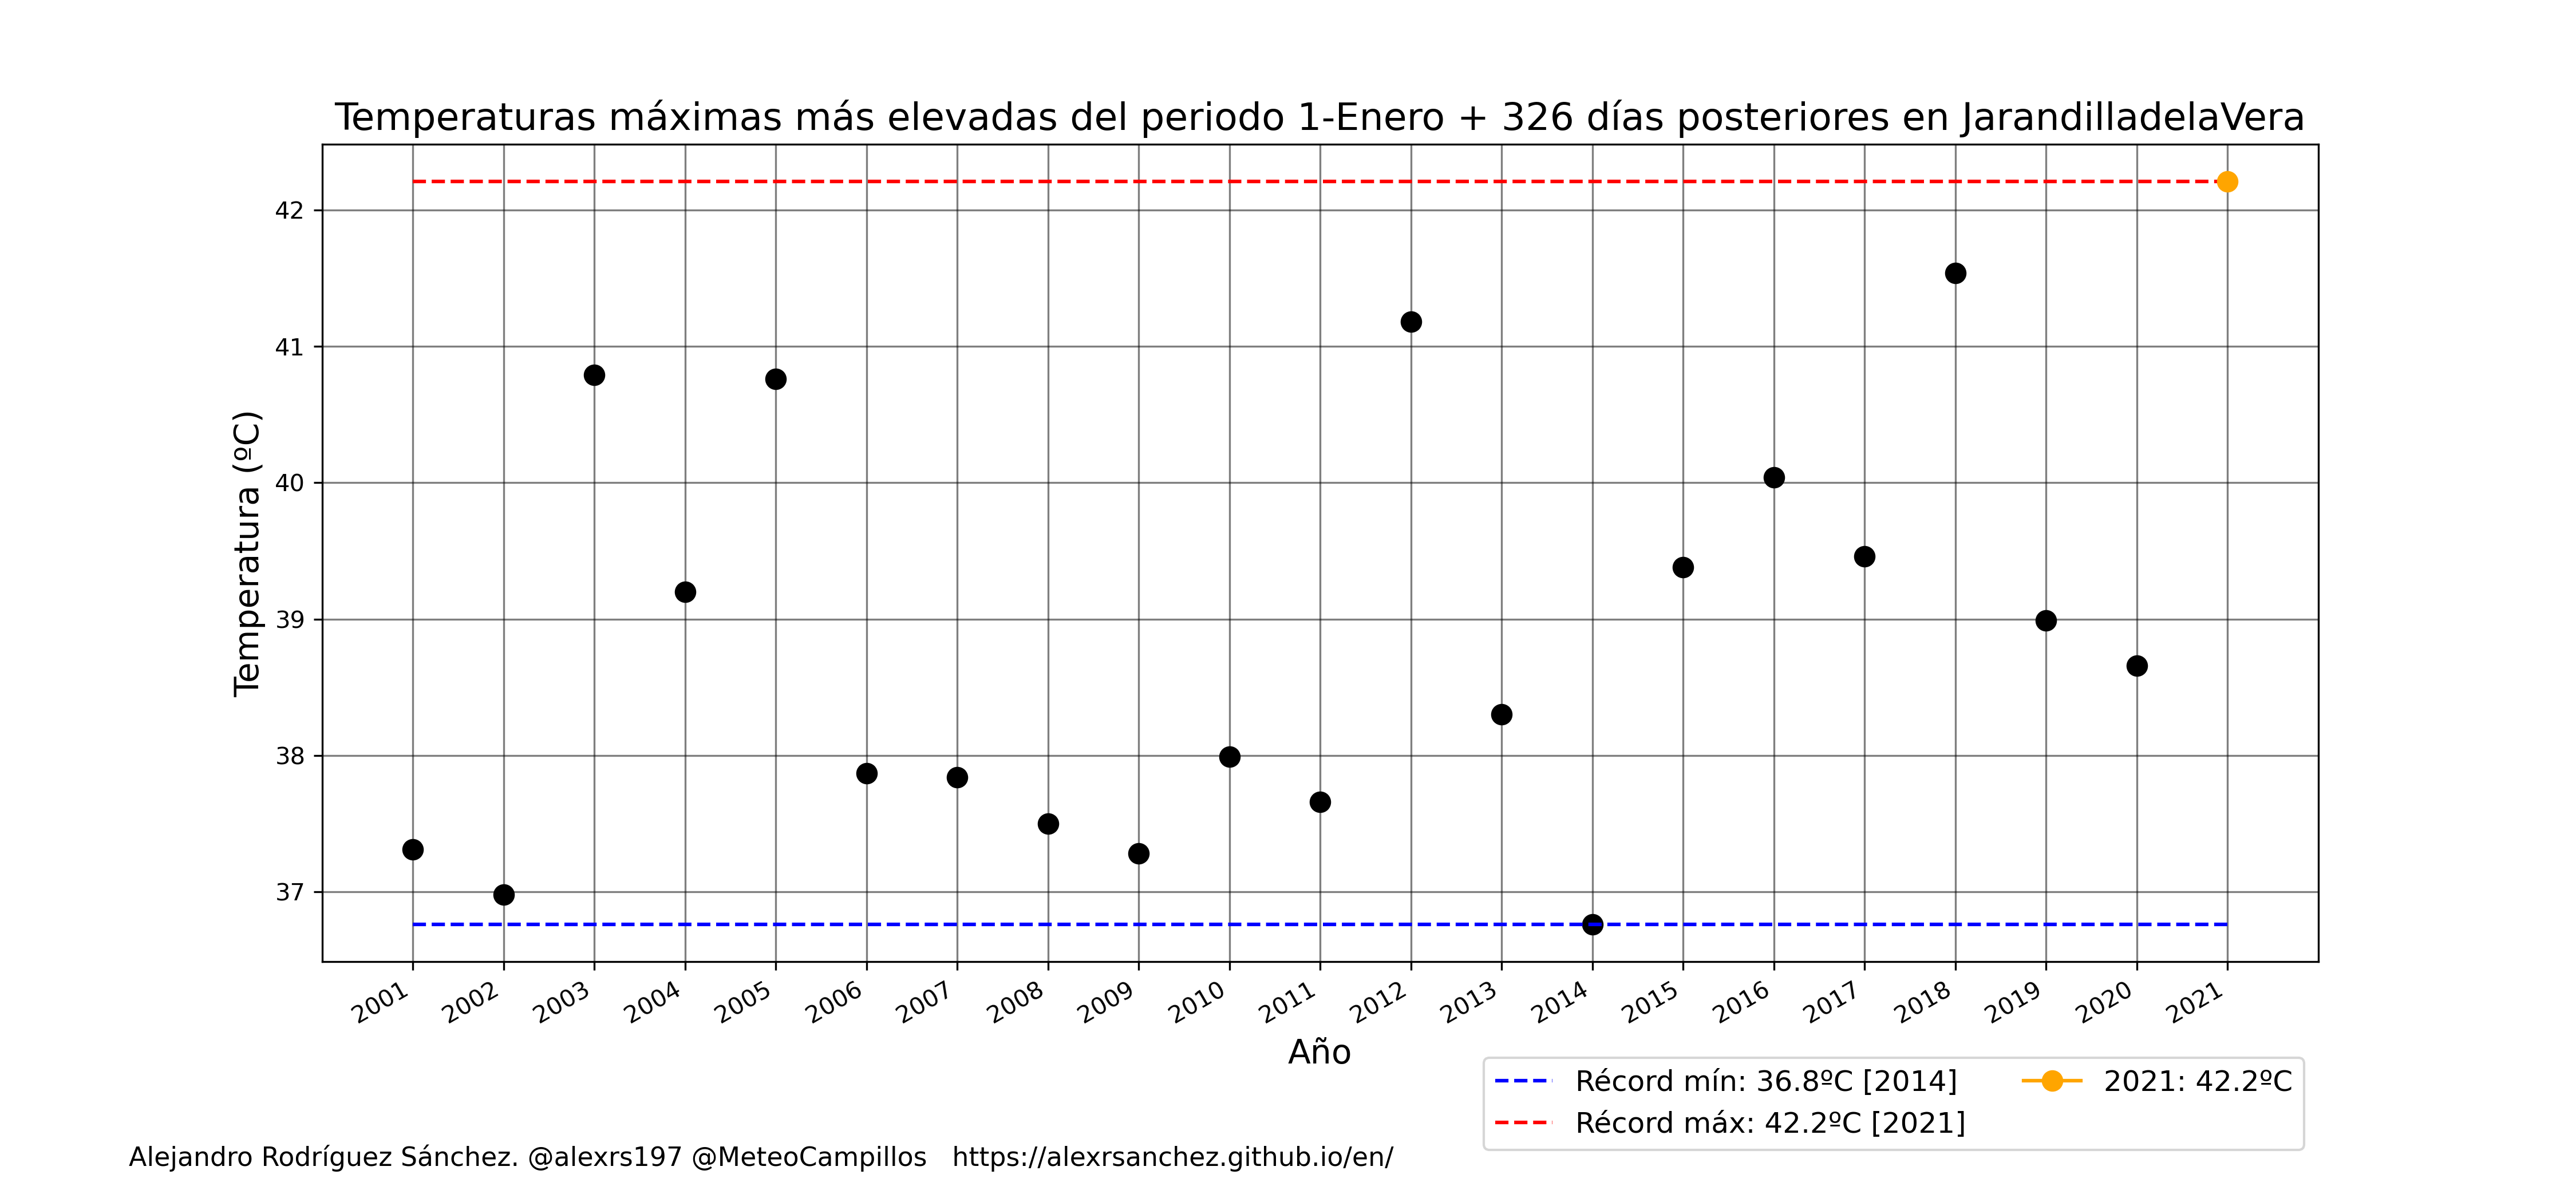 Temperaturas máximas más elevadas del periodo 1-Enero + 326 días posteriores en JarandilladelaVera
Temperatura (ºC)
42
41
40
39
38
37
2001 2002 2003 2004 2005 2006 2007 2008 2009 2010 2011 2012 2013 2014 2015 2016 2017 2018 2019 2020 2021
Año
Récord mín: 36.8ºC [2014]
Récord máx: 42.2ºC [2021]
2021: 42.2ºC
Alejandro Rodríguez Sánchez. @alexrs197 @MeteoCampillos https://alexrsanchez.github.io/en/